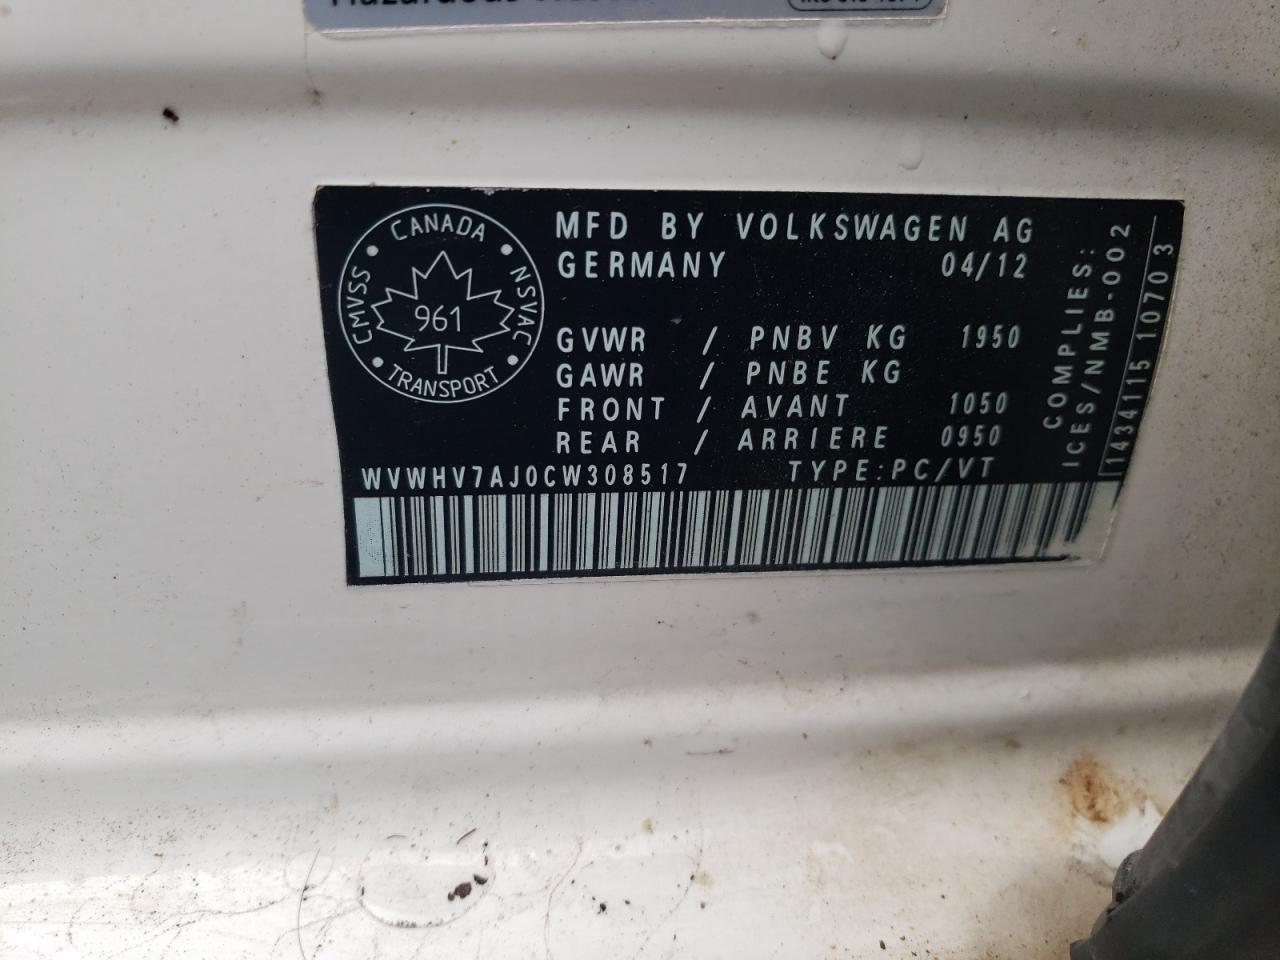 CANADA
CMVSS
NSVAC
961
TRANSPORT
MFD BY VOLKSWAGEN AG
GERMANY 04/12
GVWR / PNBV KG 1950
GAWR / PNBE KG
FRONT / AVANT 1050
REAR / ARRIERE 0950
WVWHV7AJ0CW308517 TYPE:PC/VT
COMPLIES:
ICES/NMB-002
1434115 1070 3